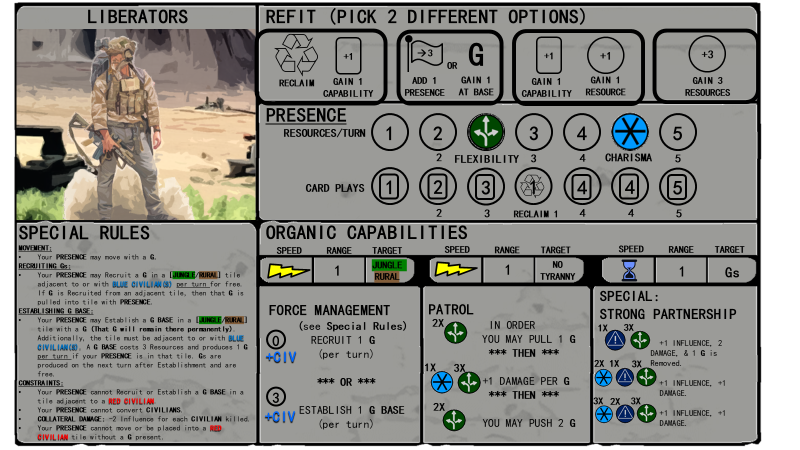 LIBERATORS
REFIT (PICK 2 DIFFERENT OPTIONS)
+1
→3
OR
G
+1
+1
+3
RECLAIM
GAIN 1
CAPABILITY
ADD 1
PRESENCE
GAIN 1
AT BASE
GAIN 1
CAPABILITY
GAIN 1
RESOURCE
GAIN 3
RESOURCES
PRESENCE
RESOURCES/TURN
1 2 3 4 5
2 FLEXIBILITY 3 4 CHARISMA 5
CARD PLAYS
1 2 3 1 4 4 5
2 3 RECLAIM 1 4 4 5
SPECIAL RULES
MOVEMENT:
• Your PRESENCE may move with a G.
RECRUITING Gs:
• Your PRESENCE may Recruit a G in a [JUNGLE/RURAL] tile
adjacent to or with BLUE CIVILIAN(S) per turn for free.
If G is Recruited from an adjacent tile, then that G is
pulled into tile with PRESENCE.
ESTABLISHING G BASE:
• Your PRESENCE may Establish a G BASE in a [JUNGLE/RURAL]
tile with a G (That G will remain there permanently).
Additionally, the tile must be adjacent to or with BLUE
CIVILIAN(S). A G BASE costs 3 Resources and produces 1 G
per turn if your PRESENCE is in that tile. Gs are
produced on the next turn after Establishment and are
free.
CONSTRAINTS:
• Your PRESENCE cannot Recruit or Establish a G BASE in a
tile adjacent to a RED CIVILIAN
• Your PRESENCE cannot convert CIVILIANS.
• COLLATERAL DAMAGE: -2 Influence for each CIVILIAN killed.
• Your PRESENCE cannot move or be placed into a RED
CIVILIAN tile without a G present.
ORGANIC CAPABILITIES
SPEED RANGE TARGET
1
JUNGLE
RURAL
SPEED RANGE TARGET
1
NO
TYRANNY
SPEED RANGE TARGET
1 Gs
FORCE MANAGEMENT
(see Special Rules)
0
+CIV
RECRUIT 1 G
(per turn)
*** OR ***
3
+CIV
ESTABLISH 1 G BASE
(per turn)
PATROL
2X
IN ORDER
YOU MAY PULL 1 G
*** THEN ***
1X 3X
+1 DAMAGE PER G
*** THEN ***
2X
YOU MAY PUSH 2 G
SPECIAL:
STRONG PARTNERSHIP
1X 3X
+1 INFLUENCE, 2
DAMAGE, & 1 G is
Removed.
2X 1X 3X
+1 INFLUENCE, +1
DAMAGE.
3X 2X 3X
+1 INFLUENCE, +1
DAMAGE.